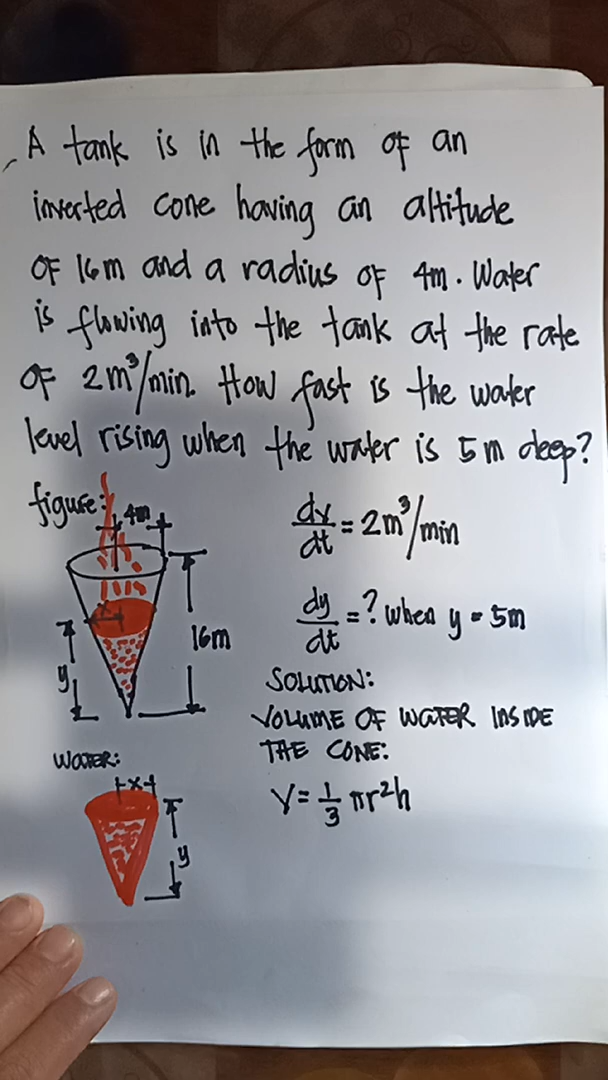 A tank is in the form of an
inverted cone having an altitude
of 16m and a radius of 4m. Water
is flowing into the tank at the rate
of 2m³/min. How fast is the water
level rising when the water is 5m deep?
figure:
4m
x
16m
y
dv/dt = 2m³/min
dy/dt = ? when y = 5m
SOLUTION:
VOLUME OF WATER INSIDE
THE CONE:
V = 1/3 πr²h
WATER:
x
y